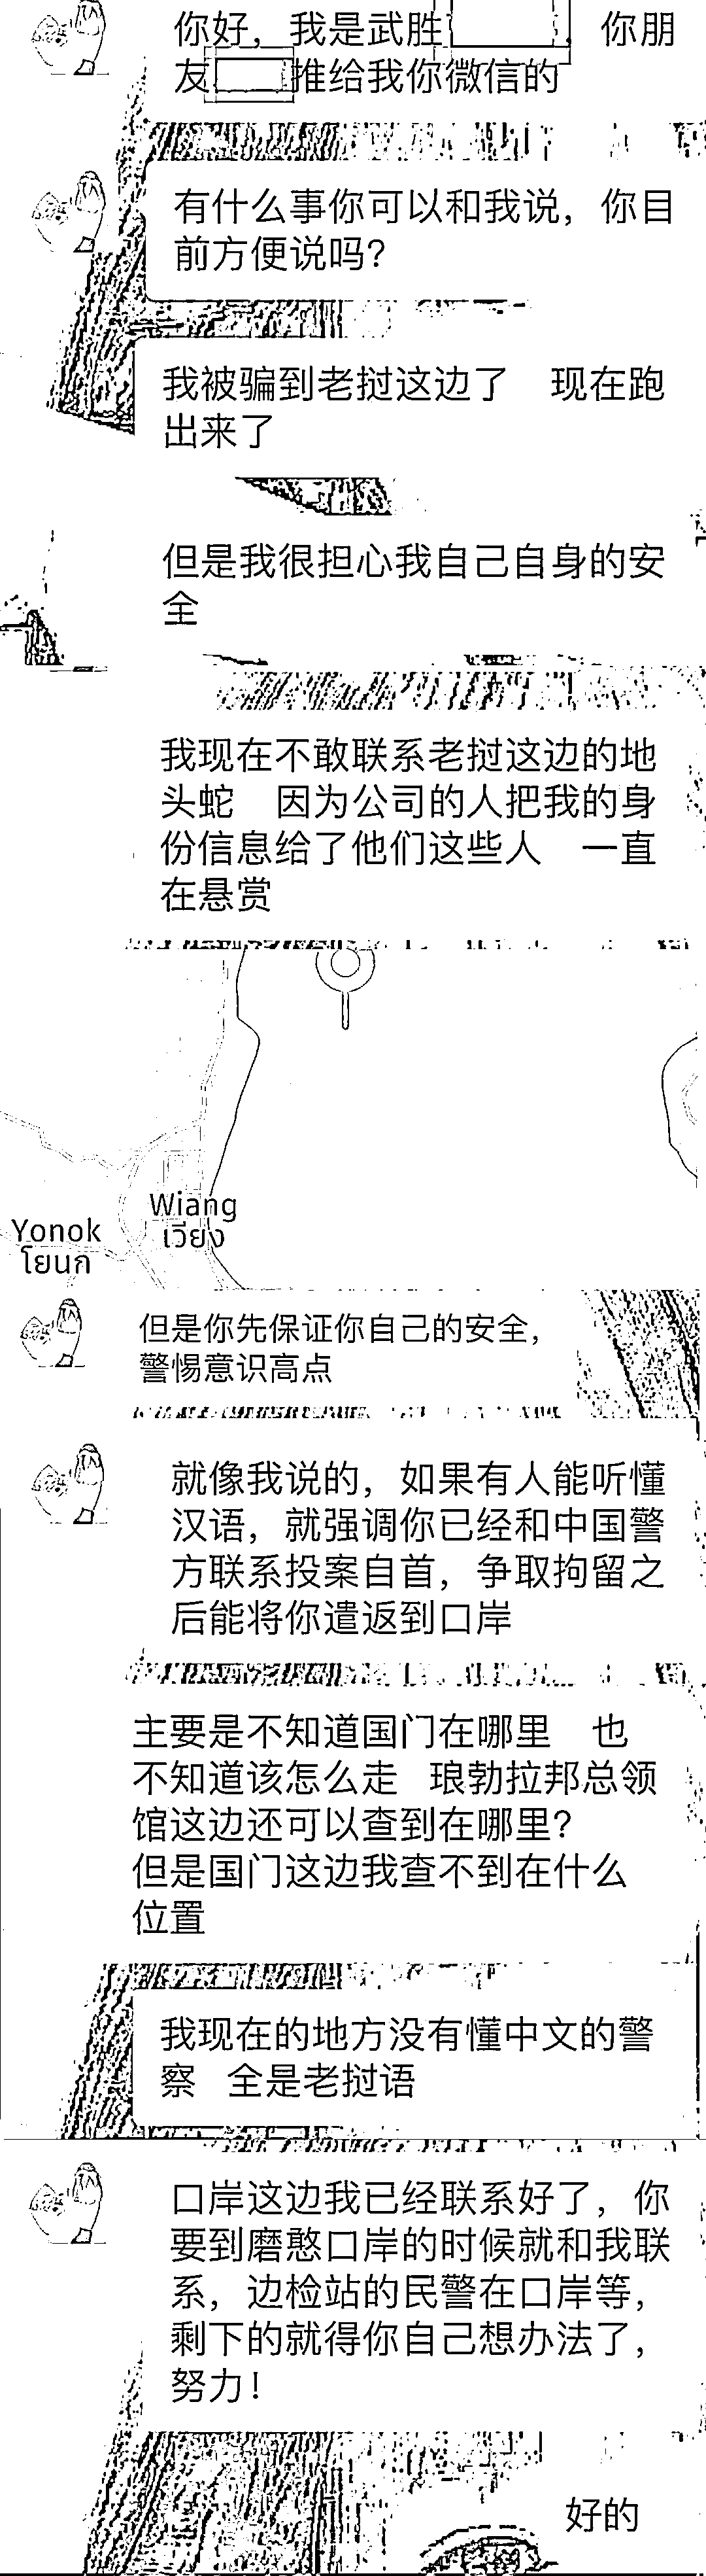 你好，我是武胜 ，你朋
友 推给我你微信的
有什么事你可以和我说，你目
前方便说吗？
我被骗到老挝这边了 现在跑
出来了
但是我很担心我自己自身的安
全
我现在不敢联系老挝这边的地
头蛇 因为公司的人把我的身
份信息给了他们这些人 一直
在悬赏
Wiang
เวียง
Yonok
โยนก
但是你先保证你自己的安全，
警惕意识高点
就像我说的，如果有人能听懂
汉语，就强调你已经和中国警
方联系投案自首，争取拘留之
后能将你遣返到口岸
主要是不知道国门在哪里 也
不知道该怎么走 琅勃拉邦总领
馆这边还可以查到在哪里？
但是国门这边我查不到在什么
位置
我现在的地方没有懂中文的警
察 全是老挝语
口岸这边我已经联系好了，你
要到磨憨口岸的时候就和我联
系，边检站的民警在口岸等，
剩下的就得你自己想办法了，
努力！
好的